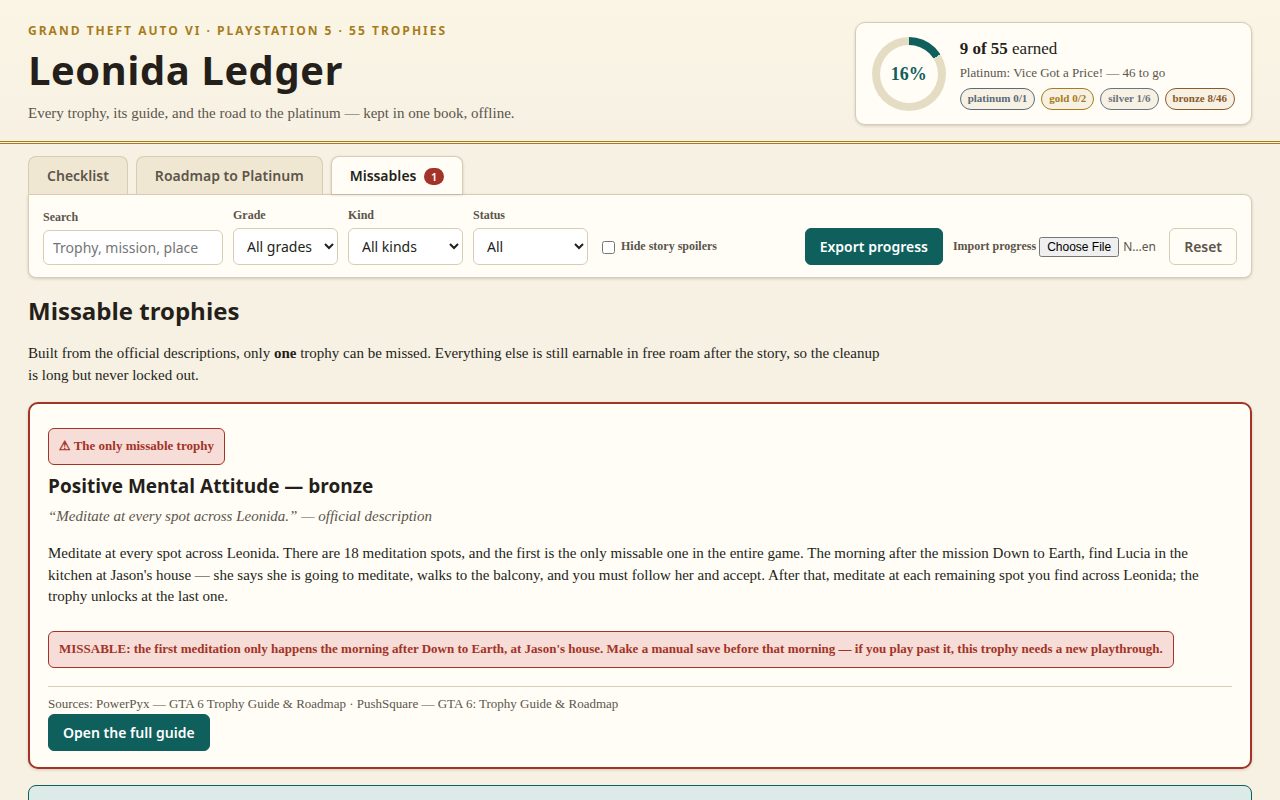 GRAND THEFT AUTO VI · PLAYSTATION 5 · 55 TROPHIES
Leonida Ledger
Every trophy, its guide, and the road to the platinum — kept in one book, offline.
16%
9 of 55 earned
Platinum: Vice Got a Price! — 46 to go
platinum 0/1 gold 0/2 silver 1/6 bronze 8/46
Checklist Roadmap to Platinum Missables 1
Search Grade Kind Status
Trophy, mission, place All grades All kinds All Hide story spoilers Export progress Import progress Choose File N...en Reset
Missable trophies
Built from the official descriptions, only one trophy can be missed. Everything else is still earnable in free roam after the story, so the cleanup
is long but never locked out.
⚠ The only missable trophy
Positive Mental Attitude — bronze
“Meditate at every spot across Leonida.” — official description
Meditate at every spot across Leonida. There are 18 meditation spots, and the first is the only missable one in the entire game. The morning after the mission Down to Earth, find Lucia in the
kitchen at Jason's house — she says she is going to meditate, walks to the balcony, and you must follow her and accept. After that, meditate at each remaining spot you find across Leonida; the
trophy unlocks at the last one.
MISSABLE: the first meditation only happens the morning after Down to Earth, at Jason's house. Make a manual save before that morning — if you play past it, this trophy needs a new playthrough.
Sources: PowerPyx — GTA 6 Trophy Guide & Roadmap · PushSquare — GTA 6: Trophy Guide & Roadmap
Open the full guide